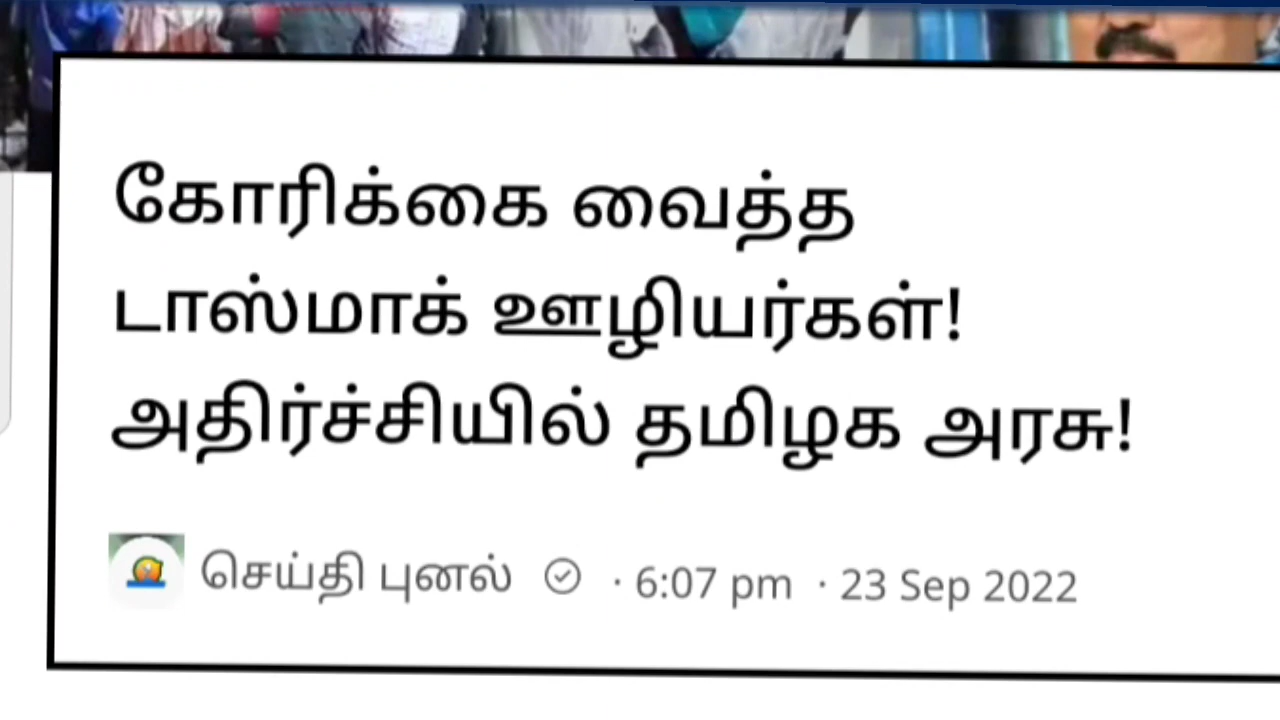 கோரிக்கை வைத்த
டாஸ்மாக் ஊழியர்கள்!
அதிர்ச்சியில் தமிழக அரசு!
செய்தி புனல் · 6:07 pm · 23 Sep 2022